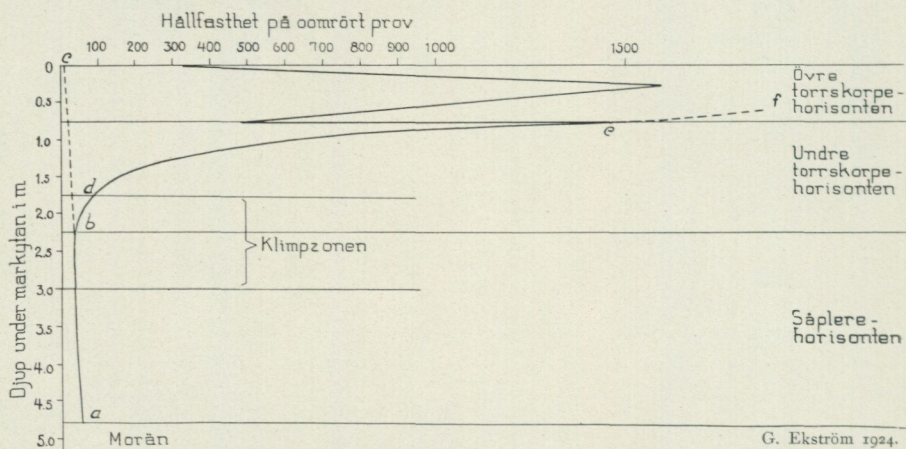 Hållfasthet på oomrört prov
100 200 300 400 500 600 700 800 900 1000 1500
c
0
0.5
1.0
1.5
2.0
2.5
3.0
3.5
4.0
4.5
5.0
Djup under markytan i m.
Övre
torrskorpe-
horisonten
f
e
Undre
torrskorpe-
horisonten
d
b
Klimpzonen
Såplere-
horisonten
a
Morän
G. Ekström 1924.